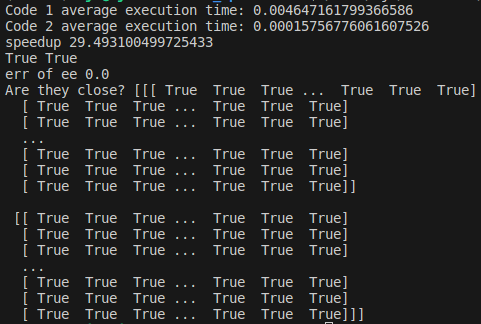 Code 1 average execution time: 0.004647161799366586
Code 2 average execution time: 0.00015756776061607526
speedup 29.493100499725433
True True
err of ee 0.0
Are they close? [[[ True  True  True ...  True  True  True]
  [ True  True  True ...  True  True  True]
  [ True  True  True ...  True  True  True]
  ...
  [ True  True  True ...  True  True  True]
  [ True  True  True ...  True  True  True]
  [ True  True  True ...  True  True  True]]

 [[ True  True  True ...  True  True  True]
  [ True  True  True ...  True  True  True]
  [ True  True  True ...  True  True  True]
  ...
  [ True  True  True ...  True  True  True]
  [ True  True  True ...  True  True  True]
  [ True  True  True ...  True  True  True]]]